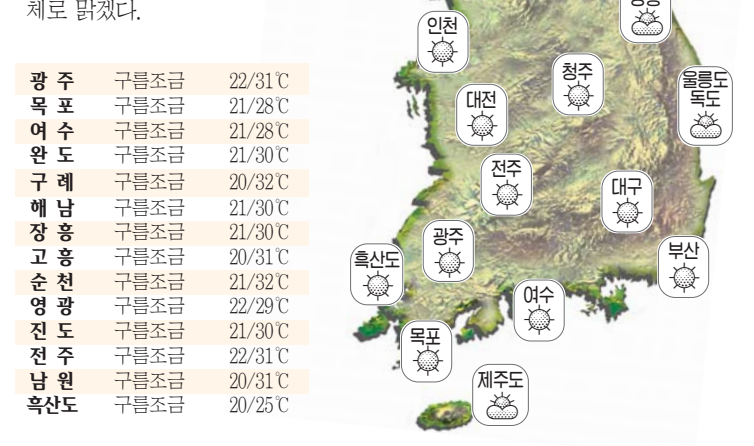 체로 맑겠다.
광 주 구름조금 22/31℃
목 포 구름조금 21/28℃
여 수 구름조금 21/28℃
완 도 구름조금 21/30℃
구 례 구름조금 20/32℃
해 남 구름조금 21/30℃
장 흥 구름조금 21/30℃
고 흥 구름조금 20/31℃
순 천 구름조금 21/32℃
영 광 구름조금 22/29℃
진 도 구름조금 21/30℃
전 주 구름조금 22/31℃
남 원 구름조금 20/31℃
흑산도 구름조금 20/25℃
인천
청주
울릉도
독도
대전
전주
대구
광주
부산
흑산도
여수
목포
제주도